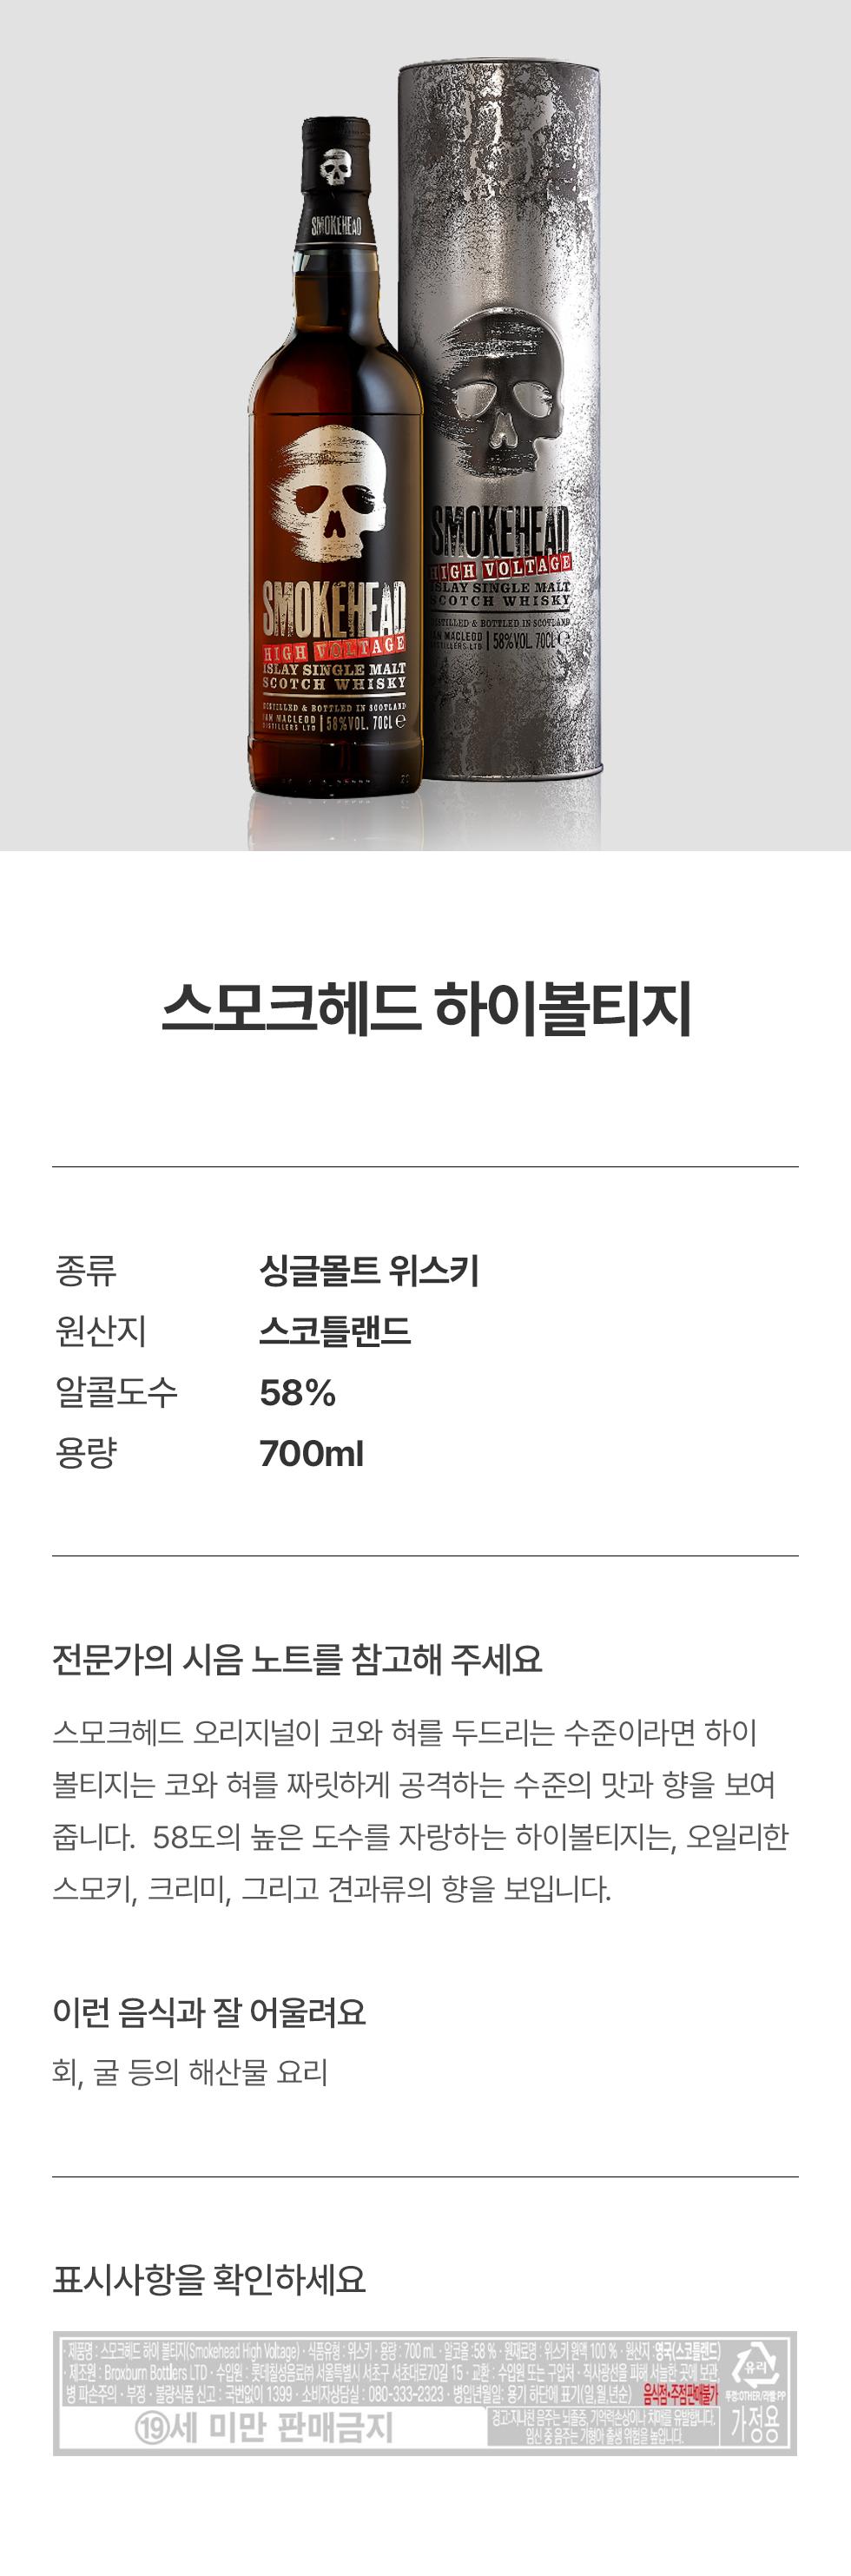 SMOKEHEAD
SMOKEHEAD
HIGH VOLTAGE
ISLAY SINGLE MALT
SCOTCH WHISKY
DISTILLED & BOTTLED IN SCOTLAND
IAN MACLEOD
DISTILLERS LTD
58%VOL. 70CL e
SMOKEHEAD
HIGH VOLTAGE
ISLAY SINGLE MALT
SCOTCH WHISKY
DISTILLED & BOTTLED IN SCOTLAND
IAN MACLEOD
DISTILLERS LTD
58%VOL. 70CL e
스모크헤드 하이볼티지
종류 싱글몰트 위스키
원산지 스코틀랜드
알콜도수 58%
용량 700ml
전문가의 시음 노트를 참고해 주세요
스모크헤드 오리지널이 코와 혀를 두드리는 수준이라면 하이
볼티지는 코와 혀를 짜릿하게 공격하는 수준의 맛과 향을 보여
줍니다. 58도의 높은 도수를 자랑하는 하이볼티지는, 오일리한
스모키, 크리미, 그리고 견과류의 향을 보입니다.
이런 음식과 잘 어울려요
회, 굴 등의 해산물 요리
표시사항을 확인하세요
· 제품명 : 스모크헤드 하이 볼티지(Smokehead High Voltage) · 식품유형 : 위스키 · 용량 : 700 mL · 알코올 :58 % · 원재료명 : 위스키 원액 100 % · 원산지 :영국(스코틀랜드)
· 제조원 : Broxburn Bottlers LTD · 수입원 : 롯데칠성음료㈜ 서울특별시 서초구 서초대로70길 15 · 교환 : 수입원 또는 구입처 · 직사광선을 피해 서늘한 곳에 보관,
병 파손주의 · 부정 · 불량식품 신고 : 국번없이 1399 · 소비자상담실 : 080-333-2323 · 병입년월일: 용기 하단에 표기(일,월,년순) 음식점·주점판매불가
유리
뚜껑:OTHER/라벨:PP
⑲세 미만 판매금지
경고:지나친 음주는 뇌졸중, 기억력손상이나 치매를 유발합니다.
임신 중 음주는 기형아 출생 위험을 높입니다.
가정용